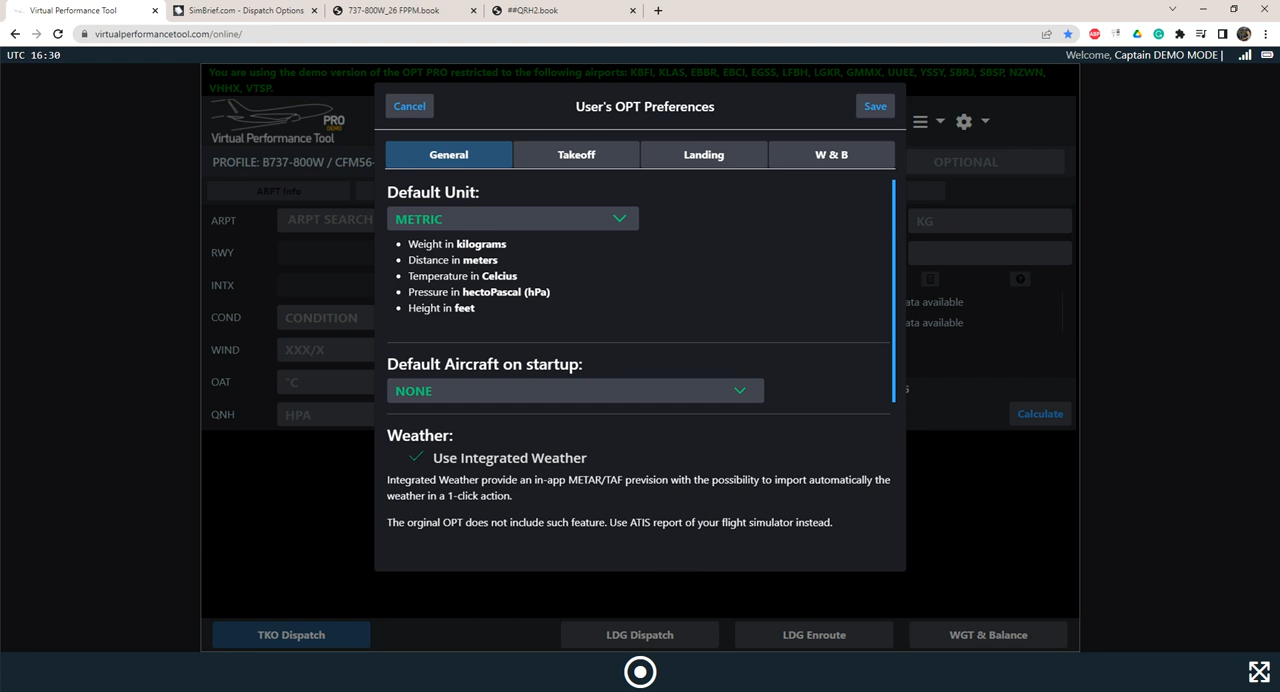 Virtual Performance Tool
SimBrief.com - Dispatch Options
737-800W_26 FPPM.book
##QRH2.book
virtualperformancetool.com/online/
ABP
UTC 16:30
Welcome, Captain DEMO MODE |
You are using the demo version of the OPT PRO restricted to the following airports: KBFI, KLAS, EBBR, EBCI, EGSS, LFBH, LGKR, GMMX, UUEE, YSSY, SBRJ, SBSP, NZWN,
VHHX, VTSP.
PRO
DEMO
Virtual Performance Tool
Cancel
User's OPT Preferences
Save
PROFILE: B737-800W / CFM56-
OPTIONAL
General
Takeoff
Landing
W & B
ARPT Info
ARPT
ARPT SEARCH
KG
RWY
INTX
COND
CONDITION
WIND
XXX/X
OAT
°C
QNH
HPA
Default Unit:
METRIC
• Weight in kilograms
• Distance in meters
• Temperature in Celcius
• Pressure in hectoPascal (hPa)
• Height in feet
ata available
ata available
Default Aircraft on startup:
NONE
S
Calculate
Weather:
Use Integrated Weather
Integrated Weather provide an in-app METAR/TAF prevision with the possibility to import automatically the
weather in a 1-click action.
The orginal OPT does not include such feature. Use ATIS report of your flight simulator instead.
TKO Dispatch
LDG Dispatch
LDG Enroute
WGT & Balance